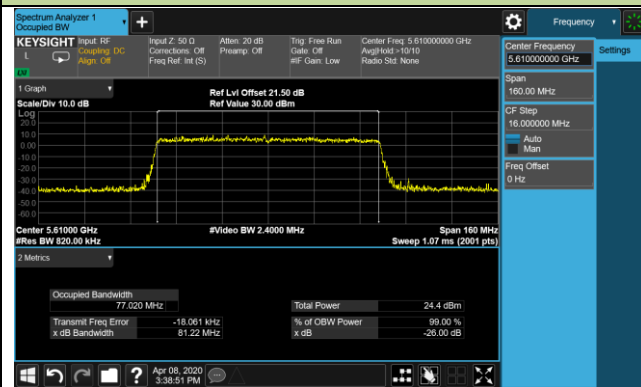 Spectrum Analyzer 1
Occupied BW
Frequency
KEYSIGHT
L
Input: RF
Coupling: DC
Align: Off
Input Z: 50 Ω
Corrections: Off
Freq Ref: Int (S)
Atten: 20 dB
Preamp: Off
Trig: Free Run
Gate: Off
#IF Gain: Low
Center Freq: 5.610000000 GHz
Avg|Hold:>10/10
Radio Std: None
Center Frequency
5.610000000 GHz
Settings
Span
160.00 MHz
CF Step
16.000000 MHz
Auto
Man
Freq Offset
0 Hz
1 Graph
Scale/Div 10.0 dB
Ref Lvl Offset 21.50 dB
Ref Value 30.00 dBm
Log
20.0
10.0
0.00
-10.0
-20.0
-30.0
-40.0
-50.0
-60.0
Center 5.61000 GHz
#Res BW 820.00 kHz
#Video BW 2.4000 MHz
Span 160 MHz
Sweep 1.07 ms (2001 pts)
2 Metrics
Occupied Bandwidth
77.020 MHz
Total Power 24.4 dBm
Transmit Freq Error -18.061 kHz
% of OBW Power 99.00 %
x dB Bandwidth 81.22 MHz
x dB -26.00 dB
Apr 08, 2020
3:38:51 PM